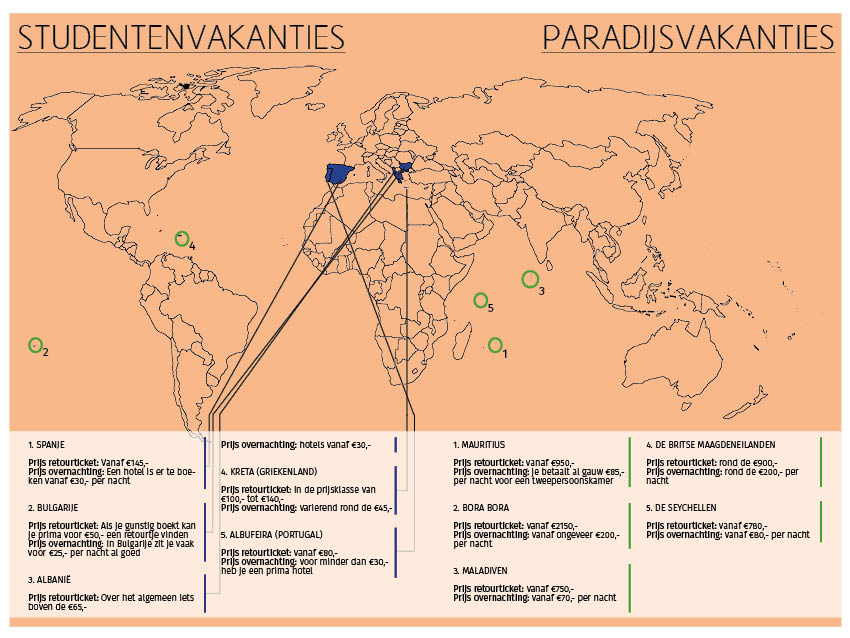 STUDENTENVAKANTIES
PARADIJSVAKANTIES
4
3
5
2
1
1. SPANJE
Prijs retourticket: Vanaf €145,-
Prijs overnachting: Een hotel is er te boe-
ken vanaf €30,- per nacht
2. BULGARIJE
Prijs retourticket: Als je gunstig boekt kan
je prima voor €50,- een retourtje vinden
Prijs overnachting: In Bulgarije zit je vaak
voor €25,- per nacht al goed
3. ALBANIË
Prijs retourticket: Over het algemeen iets
boven de €65,-
Prijs overnachting: hotels vanaf €30,-
4. KRETA (GRIEKENLAND)
Prijs retourticket: In de prijsklasse van
€100,- tot €140,-
Prijs overnachting: varierend rond de €45,-
5. ALBUFEIRA (PORTUGAL)
Prijs retourticket: vanaf €80,-
Prijs overnachting: voor minder dan €30,-
heb je een prima hotel
1. MAURITIUS
Prijs retourticket: vanaf €950,-
Prijs overnachting: je betaalt al gauw €85,-
per nacht voor een tweepersoonskamer
2. BORA BORA
Prijs retourticket: vanaf €2150,-
Prijs overnachting: vanaf ongeveer €200,-
per nacht
3. MALADIVEN
Prijs retourticket: vanaf €750,-
Prijs overnachting: vanaf €70,- per nacht
4. DE BRITSE MAAGDENEILANDEN
Prijs retourticket: rond de €900,-
Prijs overnachting: rond de €200,- per
nacht
5. DE SEYCHELLEN
Prijs retourticket: vanaf €780,-
Prijs overnachting: vanaf €80,- per nacht